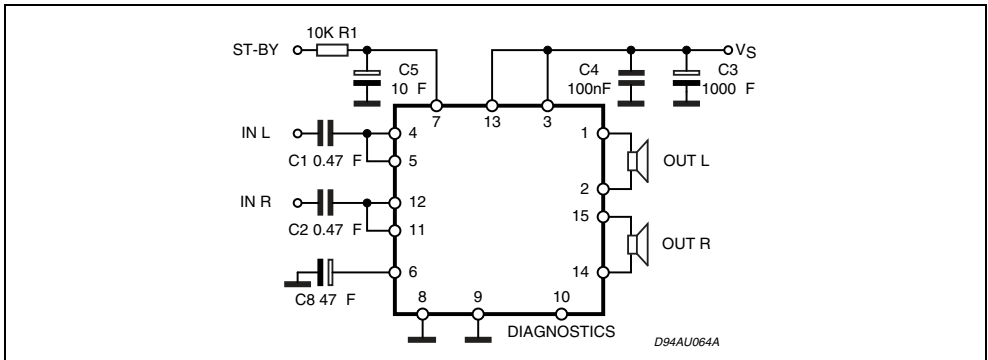 10K R1
ST-BY
C5
10 F
7
13
3
C4
100nF
C3
1000 F
VS
IN L
C1 0.47 F
4
5
IN R
C2 0.47 F
12
11
C8 47 F
6
8
9
10
DIAGNOSTICS
1
2
OUT L
15
14
OUT R
D94AU064A